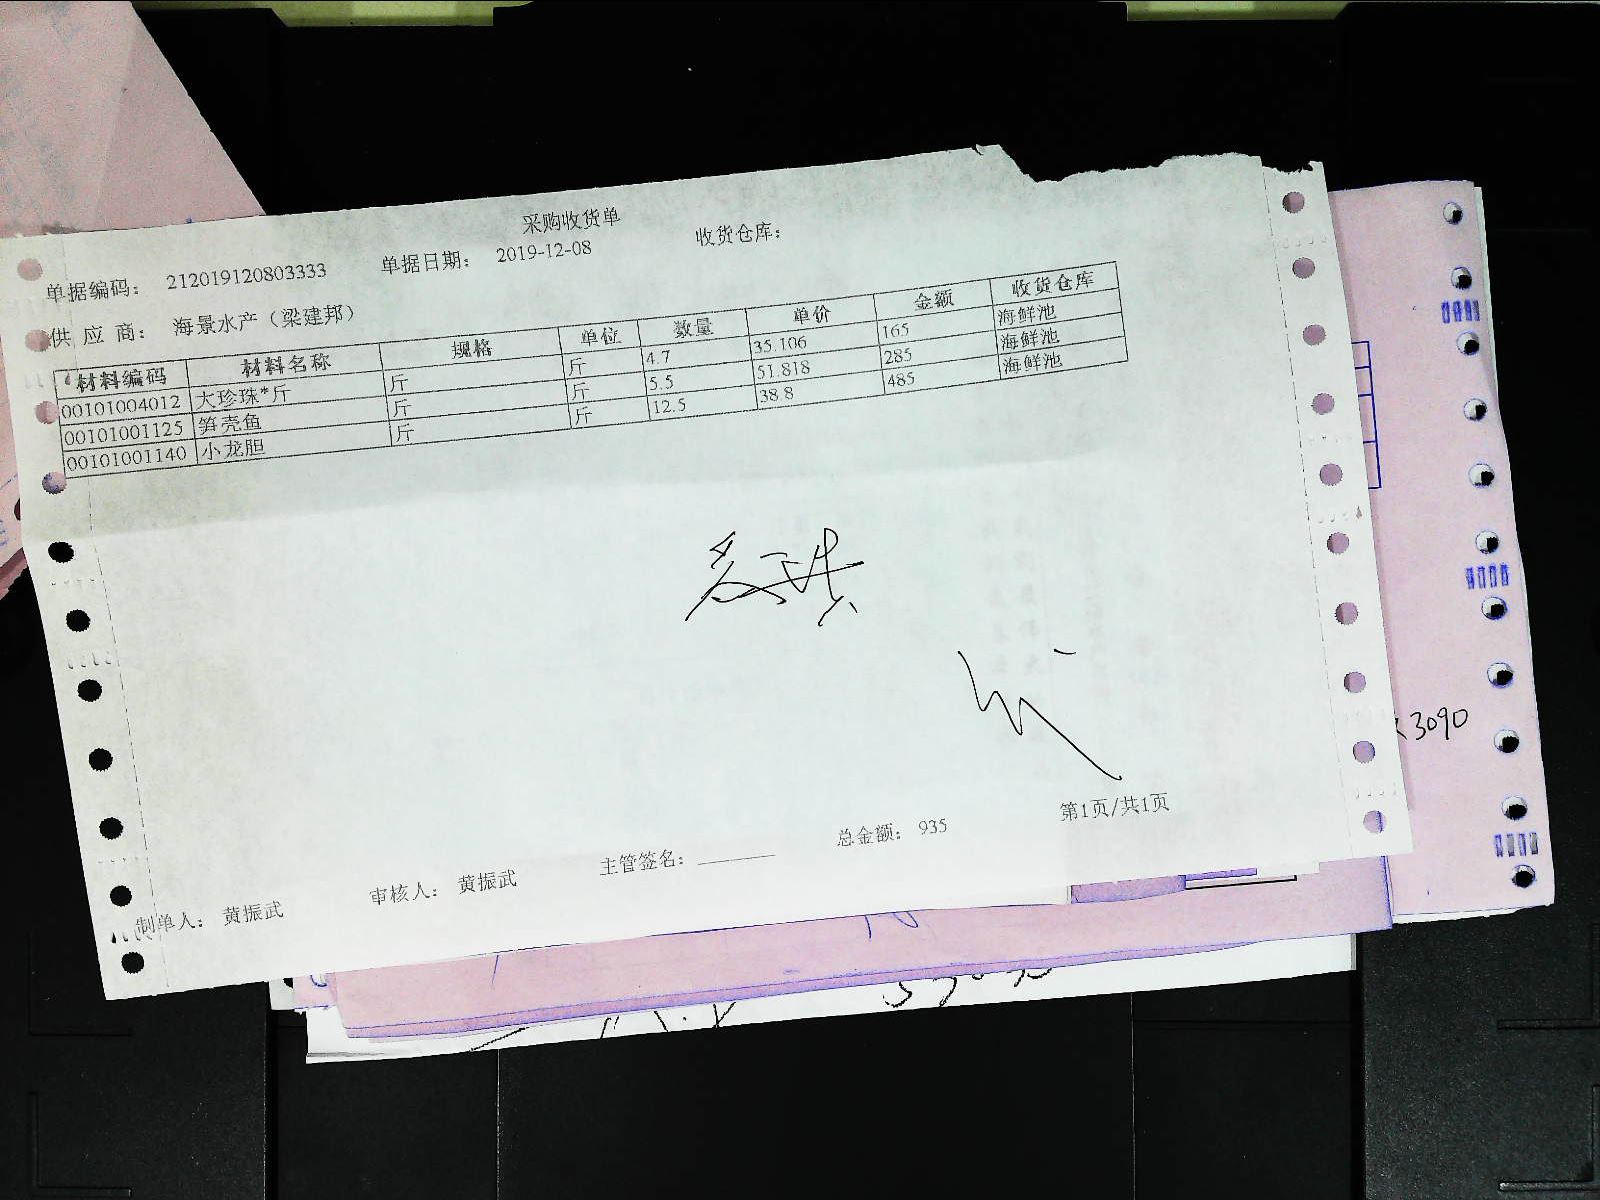 采购收货单
单据编码： 212019120803333 单据日期： 2019-12-08 收货仓库：
供 应 商： 海景水产（梁建邦）
材料编码 材料名称 规格 单位 数量 单价 金额 收货仓库
00101004012 大珍珠*斤 斤 斤 4.7 35.106 165 海鲜池
00101001125 笋壳鱼 斤 斤 5.5 51.818 285 海鲜池
00101001140 小龙胆 斤 斤 12.5 38.8 485 海鲜池
3090
制单人： 黄振武 审核人： 黄振武 主管签名： 总金额： 935 第1页/共1页